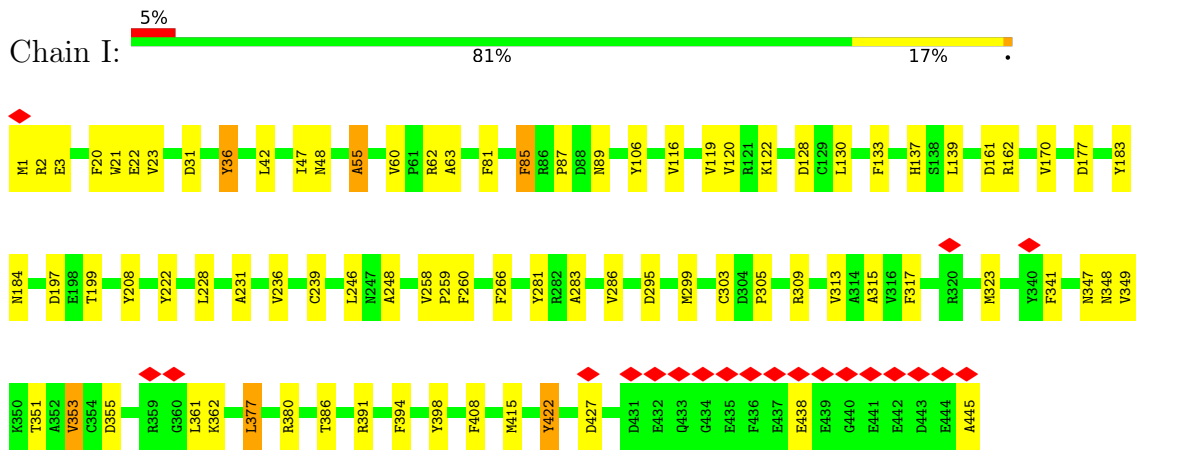 5%
Chain I:
81% 17% •
M1 R2 E3 F20 W21 E22 V23 D31 Y36 L42 I47 N48 A55 V60 P61 R62 A63 F81 F85 R86 P87 D88 N89 Y106 V116 V119 V120 R121 K122 D128 C129 L130 F133 H137 S138 L139 D161 R162 V170 D177 Y183
N184 D197 E198 T199 Y208 Y222 L228 A231 V236 C239 L246 N247 A248 V258 P259 F260 F266 Y281 R282 A283 V286 D295 M299 C303 D304 P305 R309 V313 A314 A315 V316 F317 R320 M323 Y340 F341 N347 N348 V349
K350 T351 A352 V353 C354 D355 R359 G360 L361 K362 L377 R380 T386 R391 F394 Y398 F408 M415 Y422 D427 D431 E432 Q433 G434 E435 F436 E437 E438 E439 G440 E441 E442 D443 E444 A445